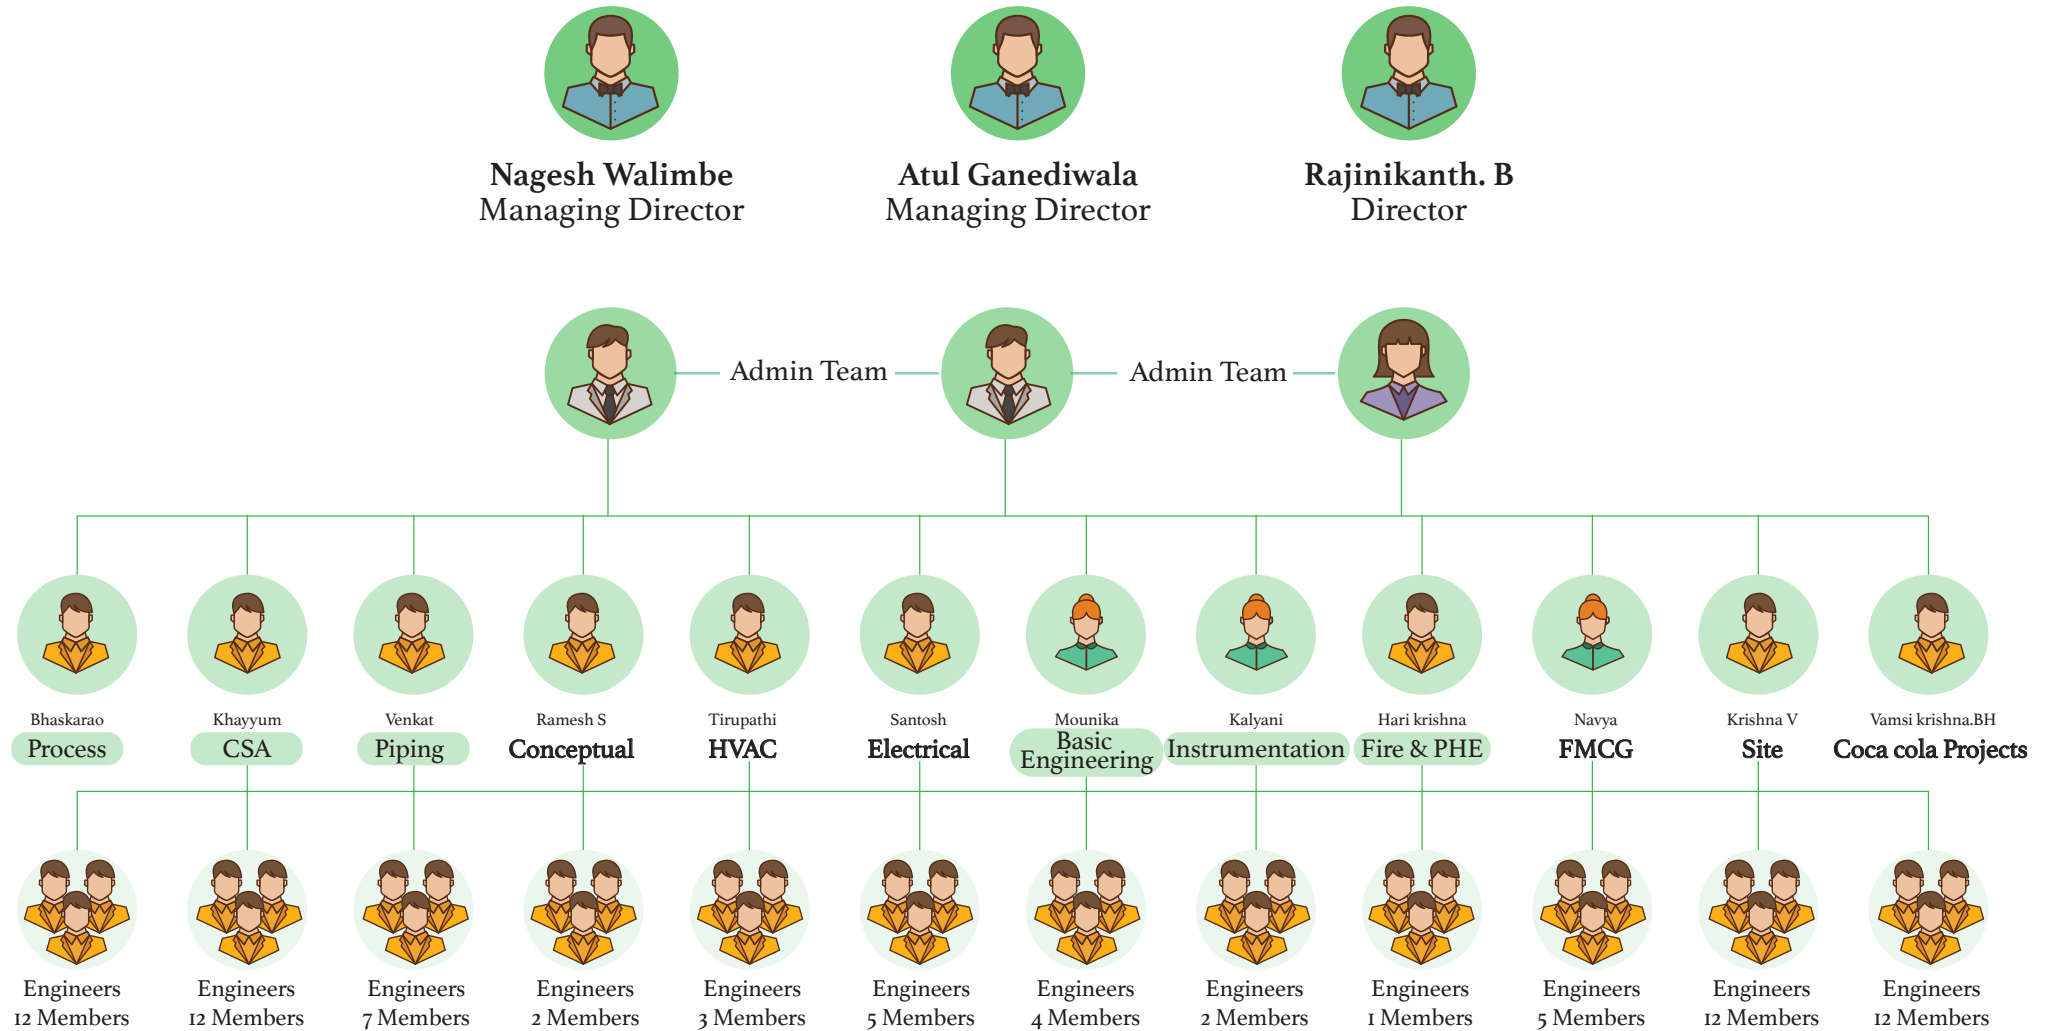 Nagesh Walimbe
Managing Director
Atul Ganediwala
Managing Director
Rajinikanth. B
Director
Admin Team
Admin Team
Bhaskarao
Process
Khayyum
CSA
Venkat
Piping
Ramesh S
Conceptual
Tirupathi
HVAC
Santosh
Electrical
Mounika
Basic
Engineering
Kalyani
Instrumentation
Hari krishna
Fire & PHE
Navya
FMCG
Krishna V
Site
Vamsi krishna.BH
Coca cola Projects
Engineers
12 Members
Engineers
12 Members
Engineers
7 Members
Engineers
2 Members
Engineers
3 Members
Engineers
5 Members
Engineers
4 Members
Engineers
2 Members
Engineers
1 Members
Engineers
5 Members
Engineers
12 Members
Engineers
12 Members